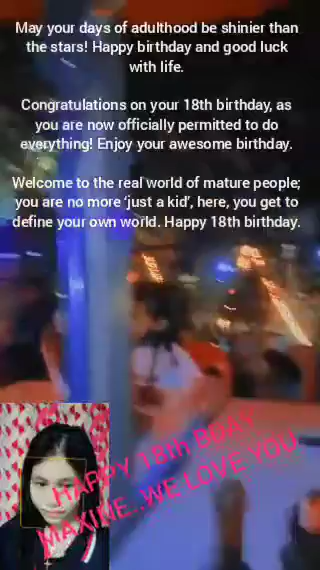 May your days of adulthood be shinier than
the stars! Happy birthday and good luck
with life.
Congratulations on your 18th birthday, as
you are now officially permitted to do
everything! Enjoy your awesome birthday.
Welcome to the real world of mature people;
you are no more ‘just a kid’, here, you get to
define your own world. Happy 18th birthday.
HAPPY 18th BDAY
MAXINE..WE LOVE YOU